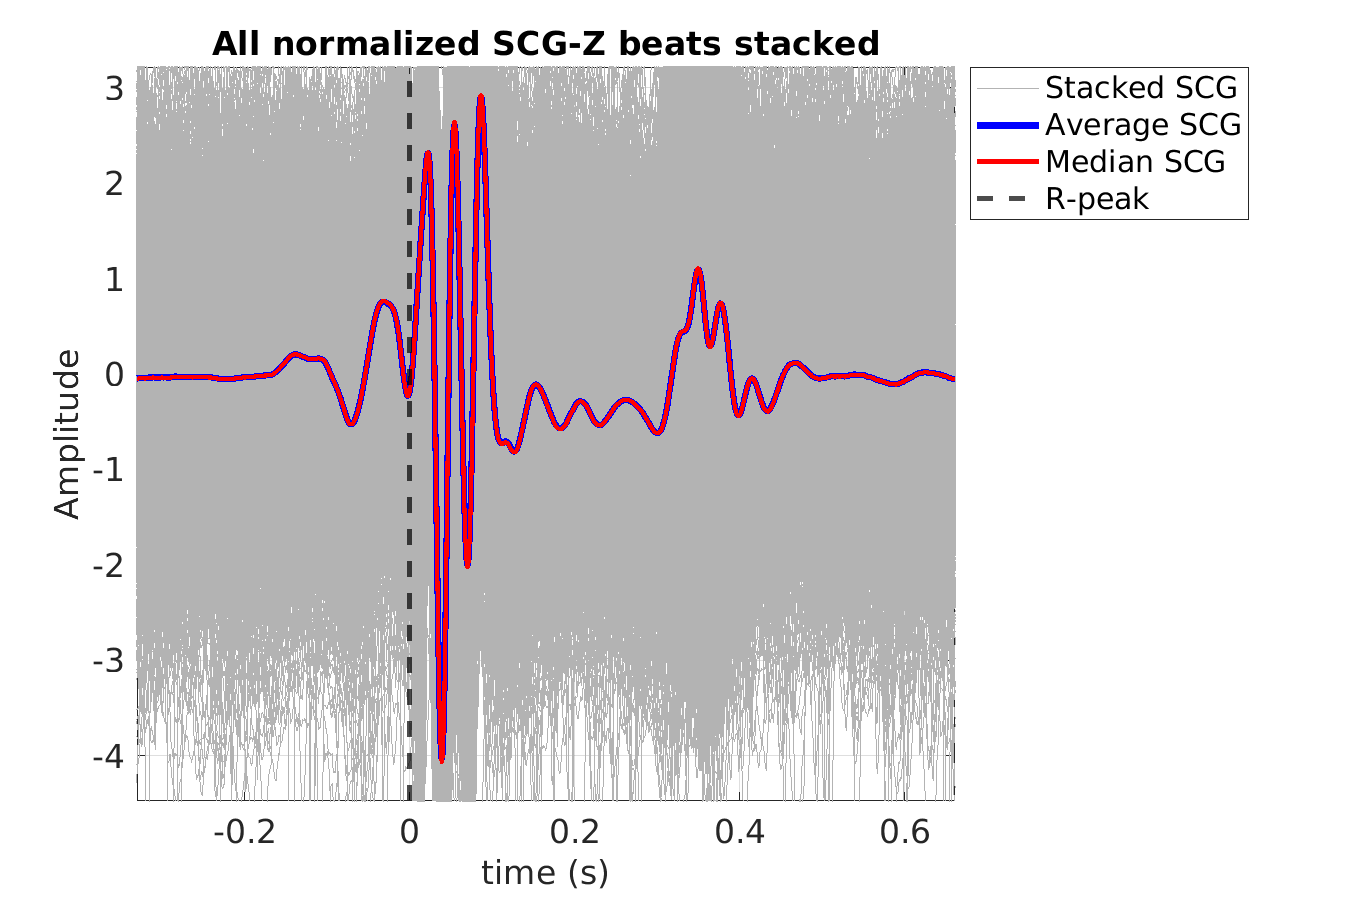 All normalized SCG-Z beats stacked
3
2
1
0
-1
-2
-3
-4
Amplitude
-0.2
0
0.2
0.4
0.6
time (s)
Stacked SCG
Average SCG
Median SCG
R-peak